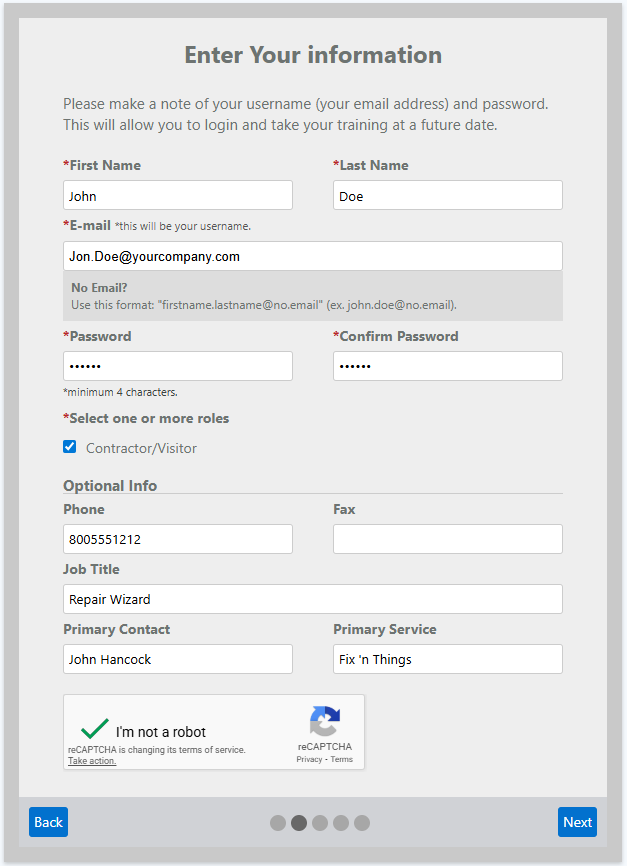 Enter Your information
Please make a note of your username (your email address) and password.
This will allow you to login and take your training at a future date.
*First Name
*Last Name
John
Doe
*E-mail *this will be your username.
Jon.Doe@yourcompany.com
No Email?
Use this format: "firstname.lastname@no.email" (ex. john.doe@no.email).
*Password
*Confirm Password
••••••
••••••
*minimum 4 characters.
*Select one or more roles
Contractor/Visitor
Optional Info
Phone
Fax
8005551212
Job Title
Repair Wizard
Primary Contact
Primary Service
John Hancock
Fix 'n Things
I'm not a robot
reCAPTCHA is changing its terms of service.
Take action.
reCAPTCHA
Privacy - Terms
Back
Next